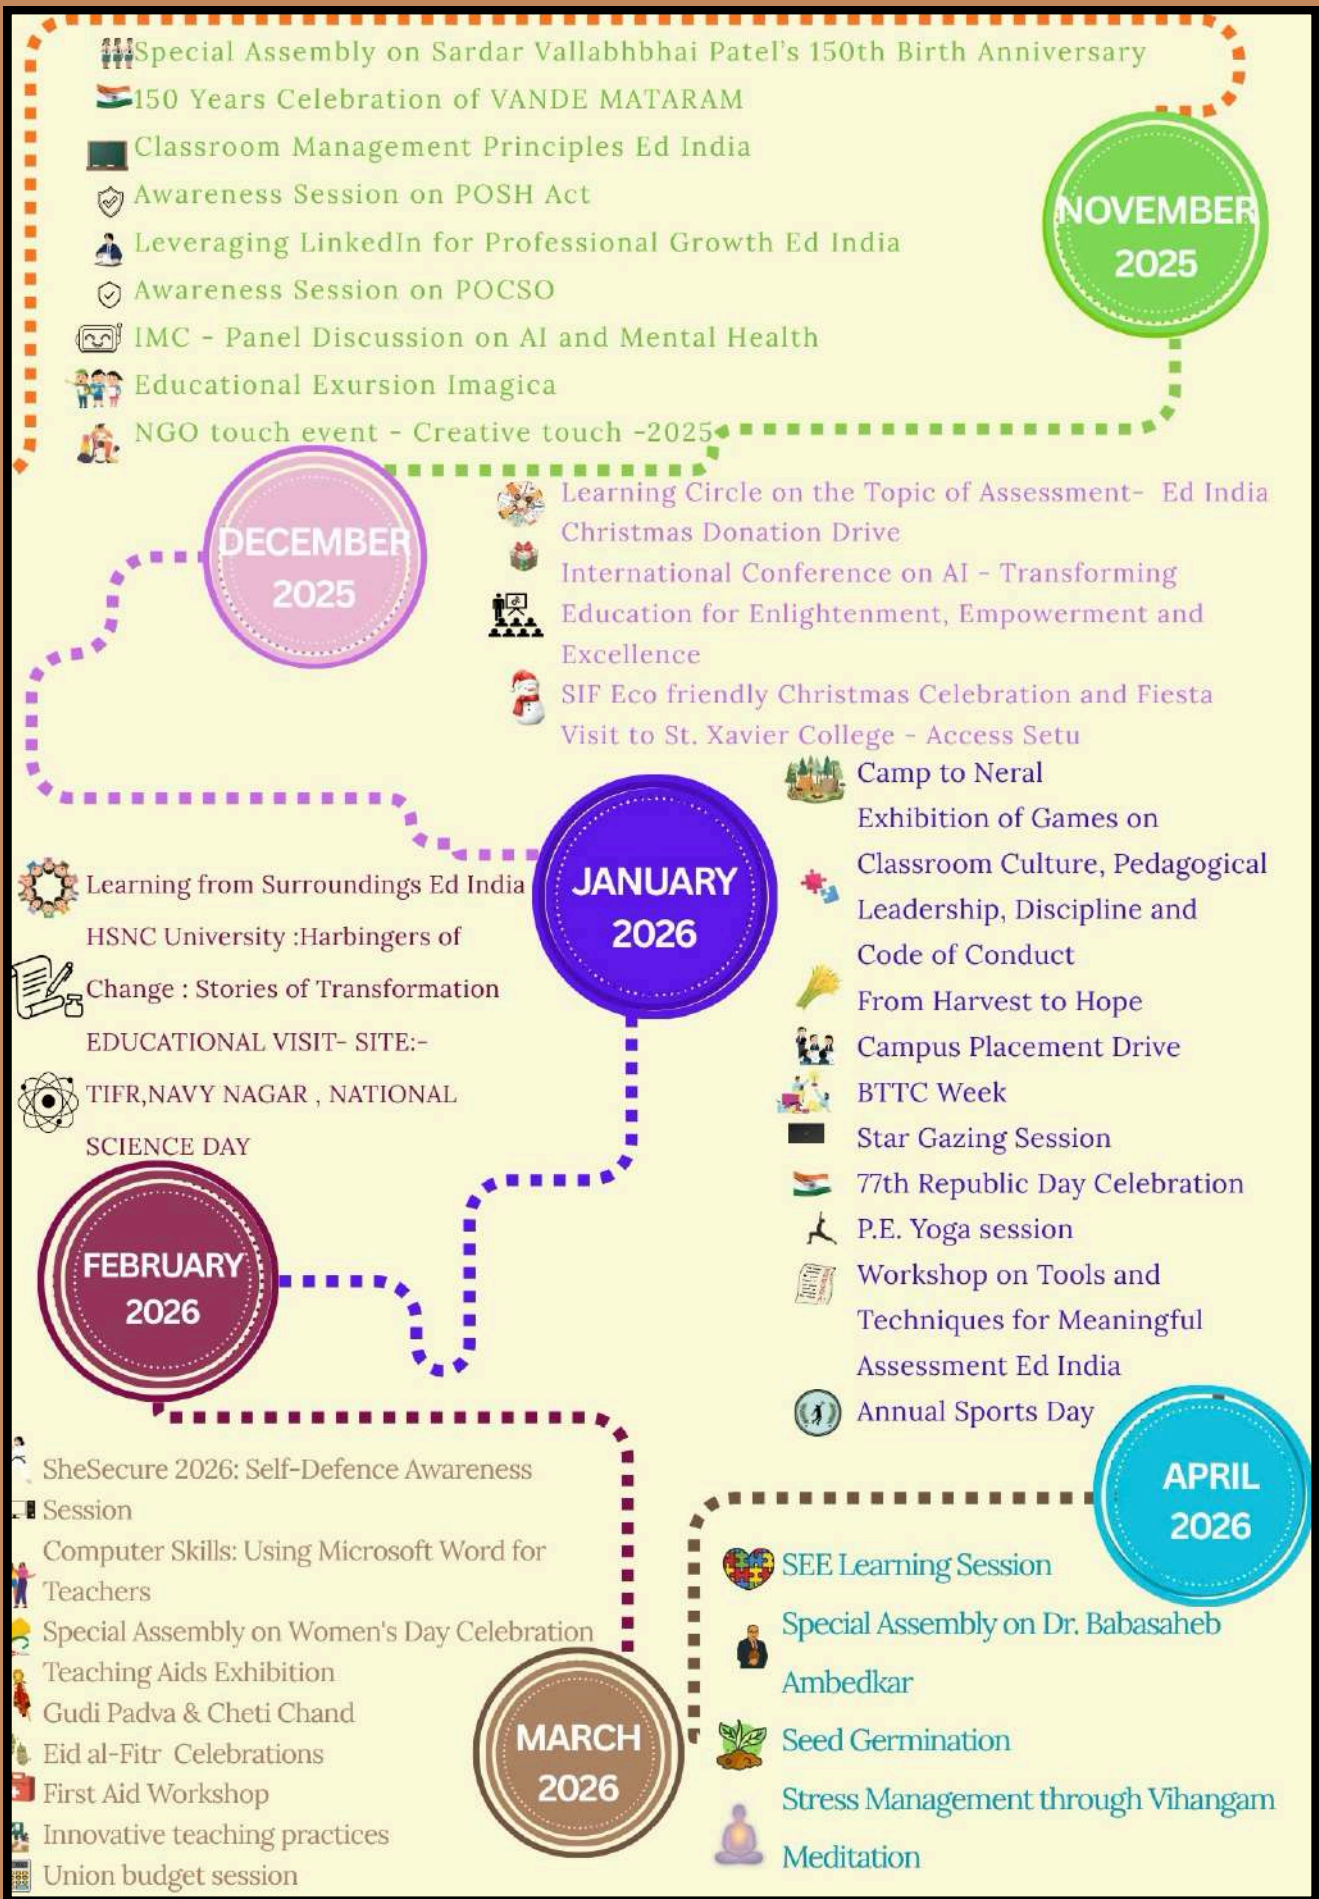 Special Assembly on Sardar Vallabhbhai Patel's 150th Birth Anniversary
150 Years Celebration of VANDE MATARAM
Classroom Management Principles Ed India
Awareness Session on POSH Act
Leveraging LinkedIn for Professional Growth Ed India
Awareness Session on POCSO
IMC - Panel Discussion on AI and Mental Health
Educational Exursion Imagica
NGO touch event - Creative touch -2025
NOVEMBER
2025
DECEMBER
2025
Learning Circle on the Topic of Assessment- Ed India
Christmas Donation Drive
International Conference on AI - Transforming
Education for Enlightenment, Empowerment and
Excellence
SIF Eco friendly Christmas Celebration and Fiesta
Visit to St. Xavier College - Access Setu
JANUARY
2026
Camp to Neral
Exhibition of Games on
Classroom Culture, Pedagogical
Leadership, Discipline and
Code of Conduct
From Harvest to Hope
Campus Placement Drive
BTTC Week
Star Gazing Session
77th Republic Day Celebration
P.E. Yoga session
Workshop on Tools and
Techniques for Meaningful
Assessment Ed India
Annual Sports Day
Learning from Surroundings Ed India
HSNC University :Harbingers of
Change : Stories of Transformation
EDUCATIONAL VISIT- SITE:-
TIFR,NAVY NAGAR , NATIONAL
SCIENCE DAY
FEBRUARY
2026
SheSecure 2026: Self-Defence Awareness
Session
Computer Skills: Using Microsoft Word for
Teachers
Special Assembly on Women's Day Celebration
Teaching Aids Exhibition
Gudi Padva & Cheti Chand
Eid al-Fitr Celebrations
First Aid Workshop
Innovative teaching practices
Union budget session
MARCH
2026
APRIL
2026
SEE Learning Session
Special Assembly on Dr. Babasaheb
Ambedkar
Seed Germination
Stress Management through Vihangam
Meditation